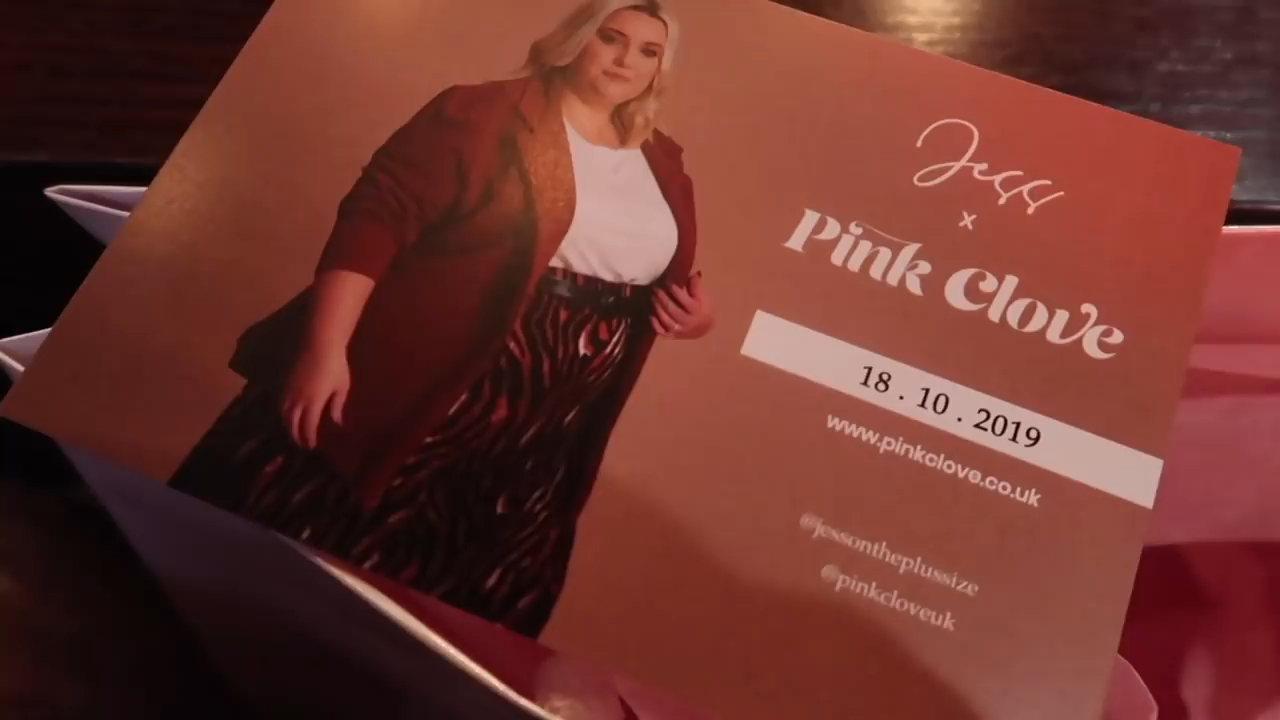 Jess
x
Pink Clove
18 . 10 . 2019
www.pinkclove.co.uk
@jessontheplussize
@pinkcloveuk